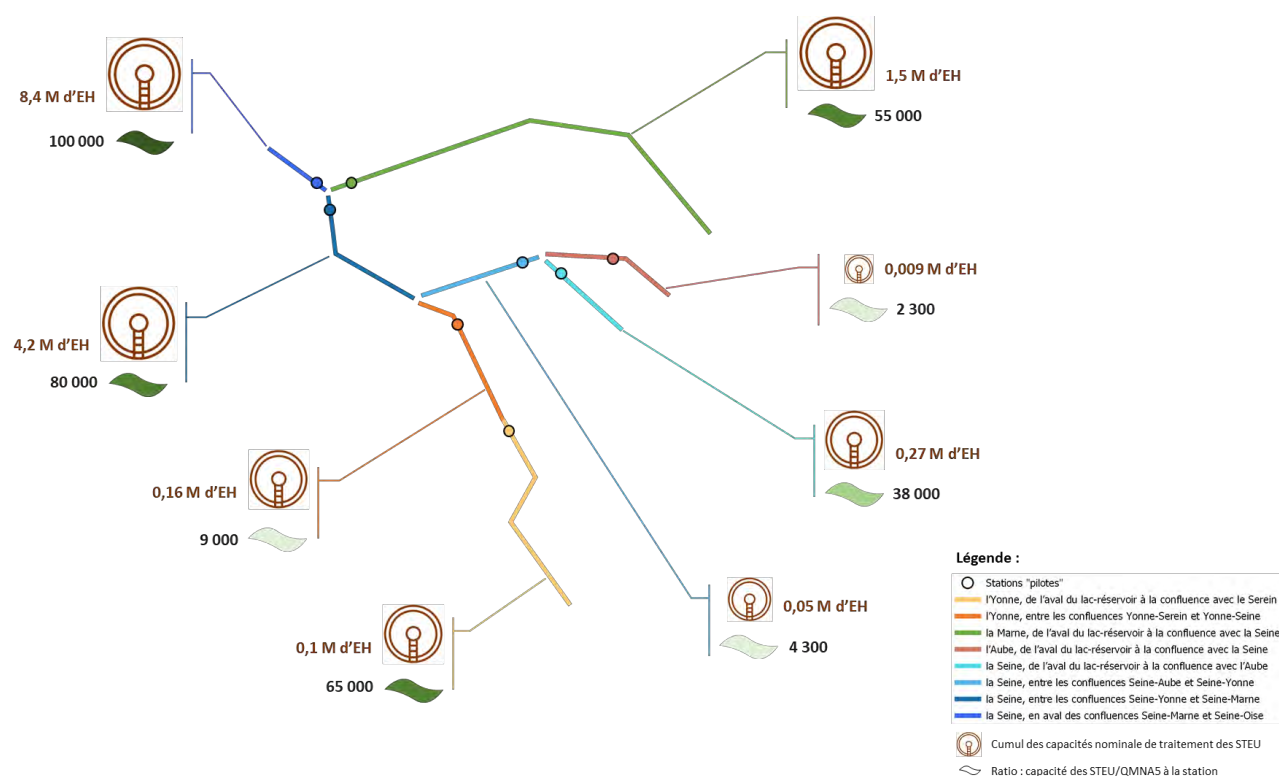 8,4 M d'EH
100 000
1,5 M d'EH
55 000
0,009 M d'EH
2 300
4,2 M d'EH
80 000
0,27 M d'EH
38 000
0,16 M d'EH
9 000
0,05 M d'EH
4 300
0,1 M d'EH
65 000
Légende :
Stations "pilotes"
l'Yonne, de l'aval du lac-réservoir à la confluence avec le Serein
l'Yonne, entre les confluences Yonne-Serein et Yonne-Seine
la Marne, de l'aval du lac-réservoir à la confluence avec la Seine
l'Aube, de l'aval du lac-réservoir à la confluence avec la Seine
la Seine, de l'aval du lac-réservoir à la confluence avec l'Aube
la Seine, entre les confluences Seine-Aube et Seine-Yonne
la Seine, entre les confluences Seine-Yonne et Seine-Marne
la Seine, en aval des confluences Seine-Marne et Seine-Oise
Cumul des capacités nominale de traitement des STEU
Ratio : capacité des STEU/QMNA5 à la station